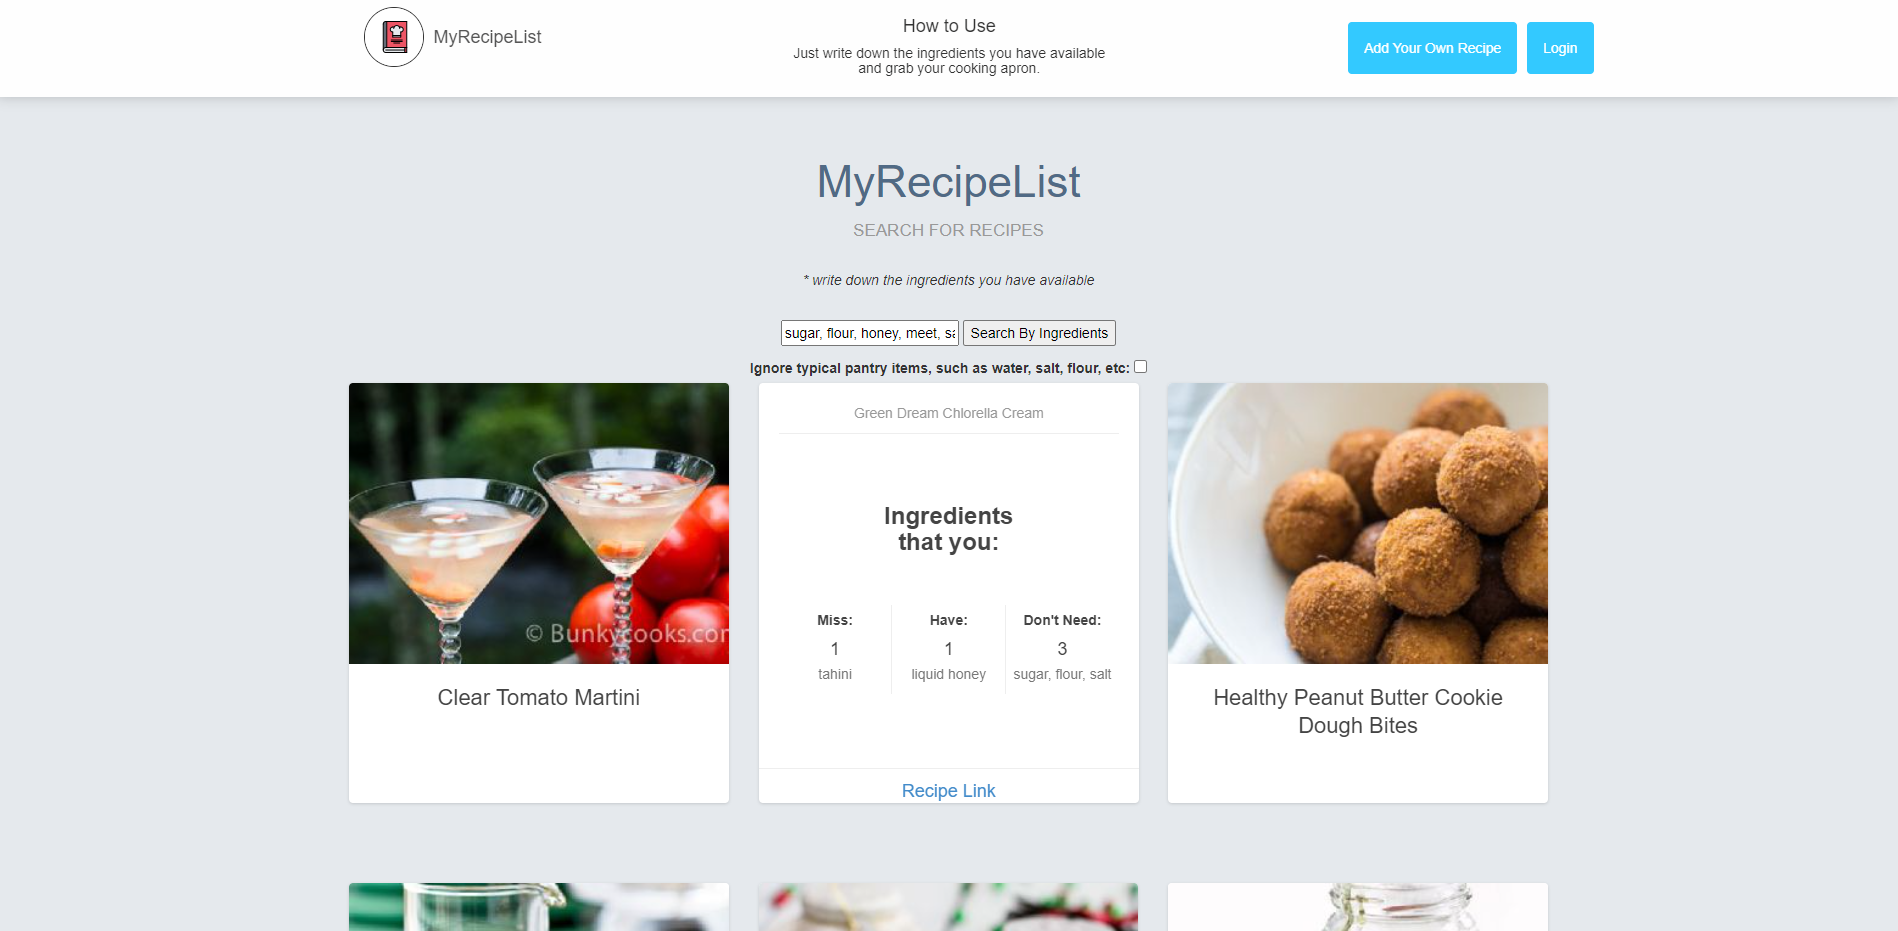 MyRecipeList
How to Use
Just write down the ingredients you have available
and grab your cooking apron.
Add Your Own Recipe
Login
MyRecipeList
SEARCH FOR RECIPES
* write down the ingredients you have available
sugar, flour, honey, meet, sa
Search By Ingredients
Ignore typical pantry items, such as water, salt, flour, etc:
© Bunkycooks.com
Clear Tomato Martini
Green Dream Chlorella Cream
Ingredients
that you:
Miss:
1
tahini
Have:
1
liquid honey
Don't Need:
3
sugar, flour, salt
Recipe Link
Healthy Peanut Butter Cookie
Dough Bites